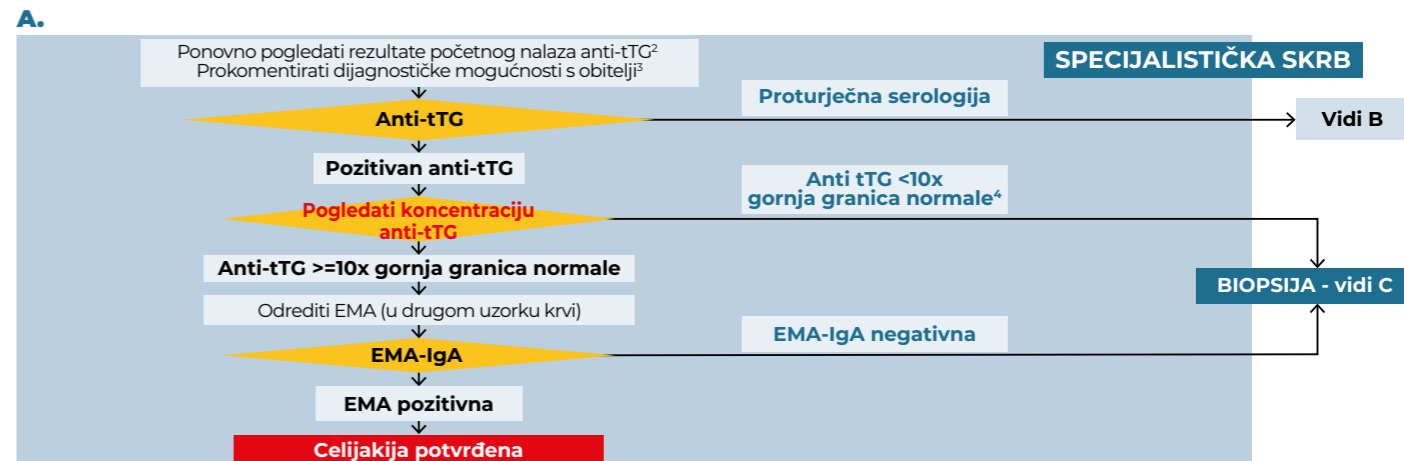 A.
Ponovno pogledati rezultate početnog nalaza anti-tTG²
Prokomentirati dijagnostičke mogućnosti s obitelji³
SPECIJALISTIČKA SKRB
Proturječna serologija
Anti-tTG
Vidi B
Pozitivan anti-tTG
Anti tTG <10x
gornja granica normale⁴
Pogledati koncentraciju
anti-tTG
Anti-tTG >=10x gornja granica normale
BIOPSIJA - vidi C
Odrediti EMA (u drugom uzorku krvi)
EMA-IgA negativna
EMA-IgA
EMA pozitivna
Celijakija potvrđena